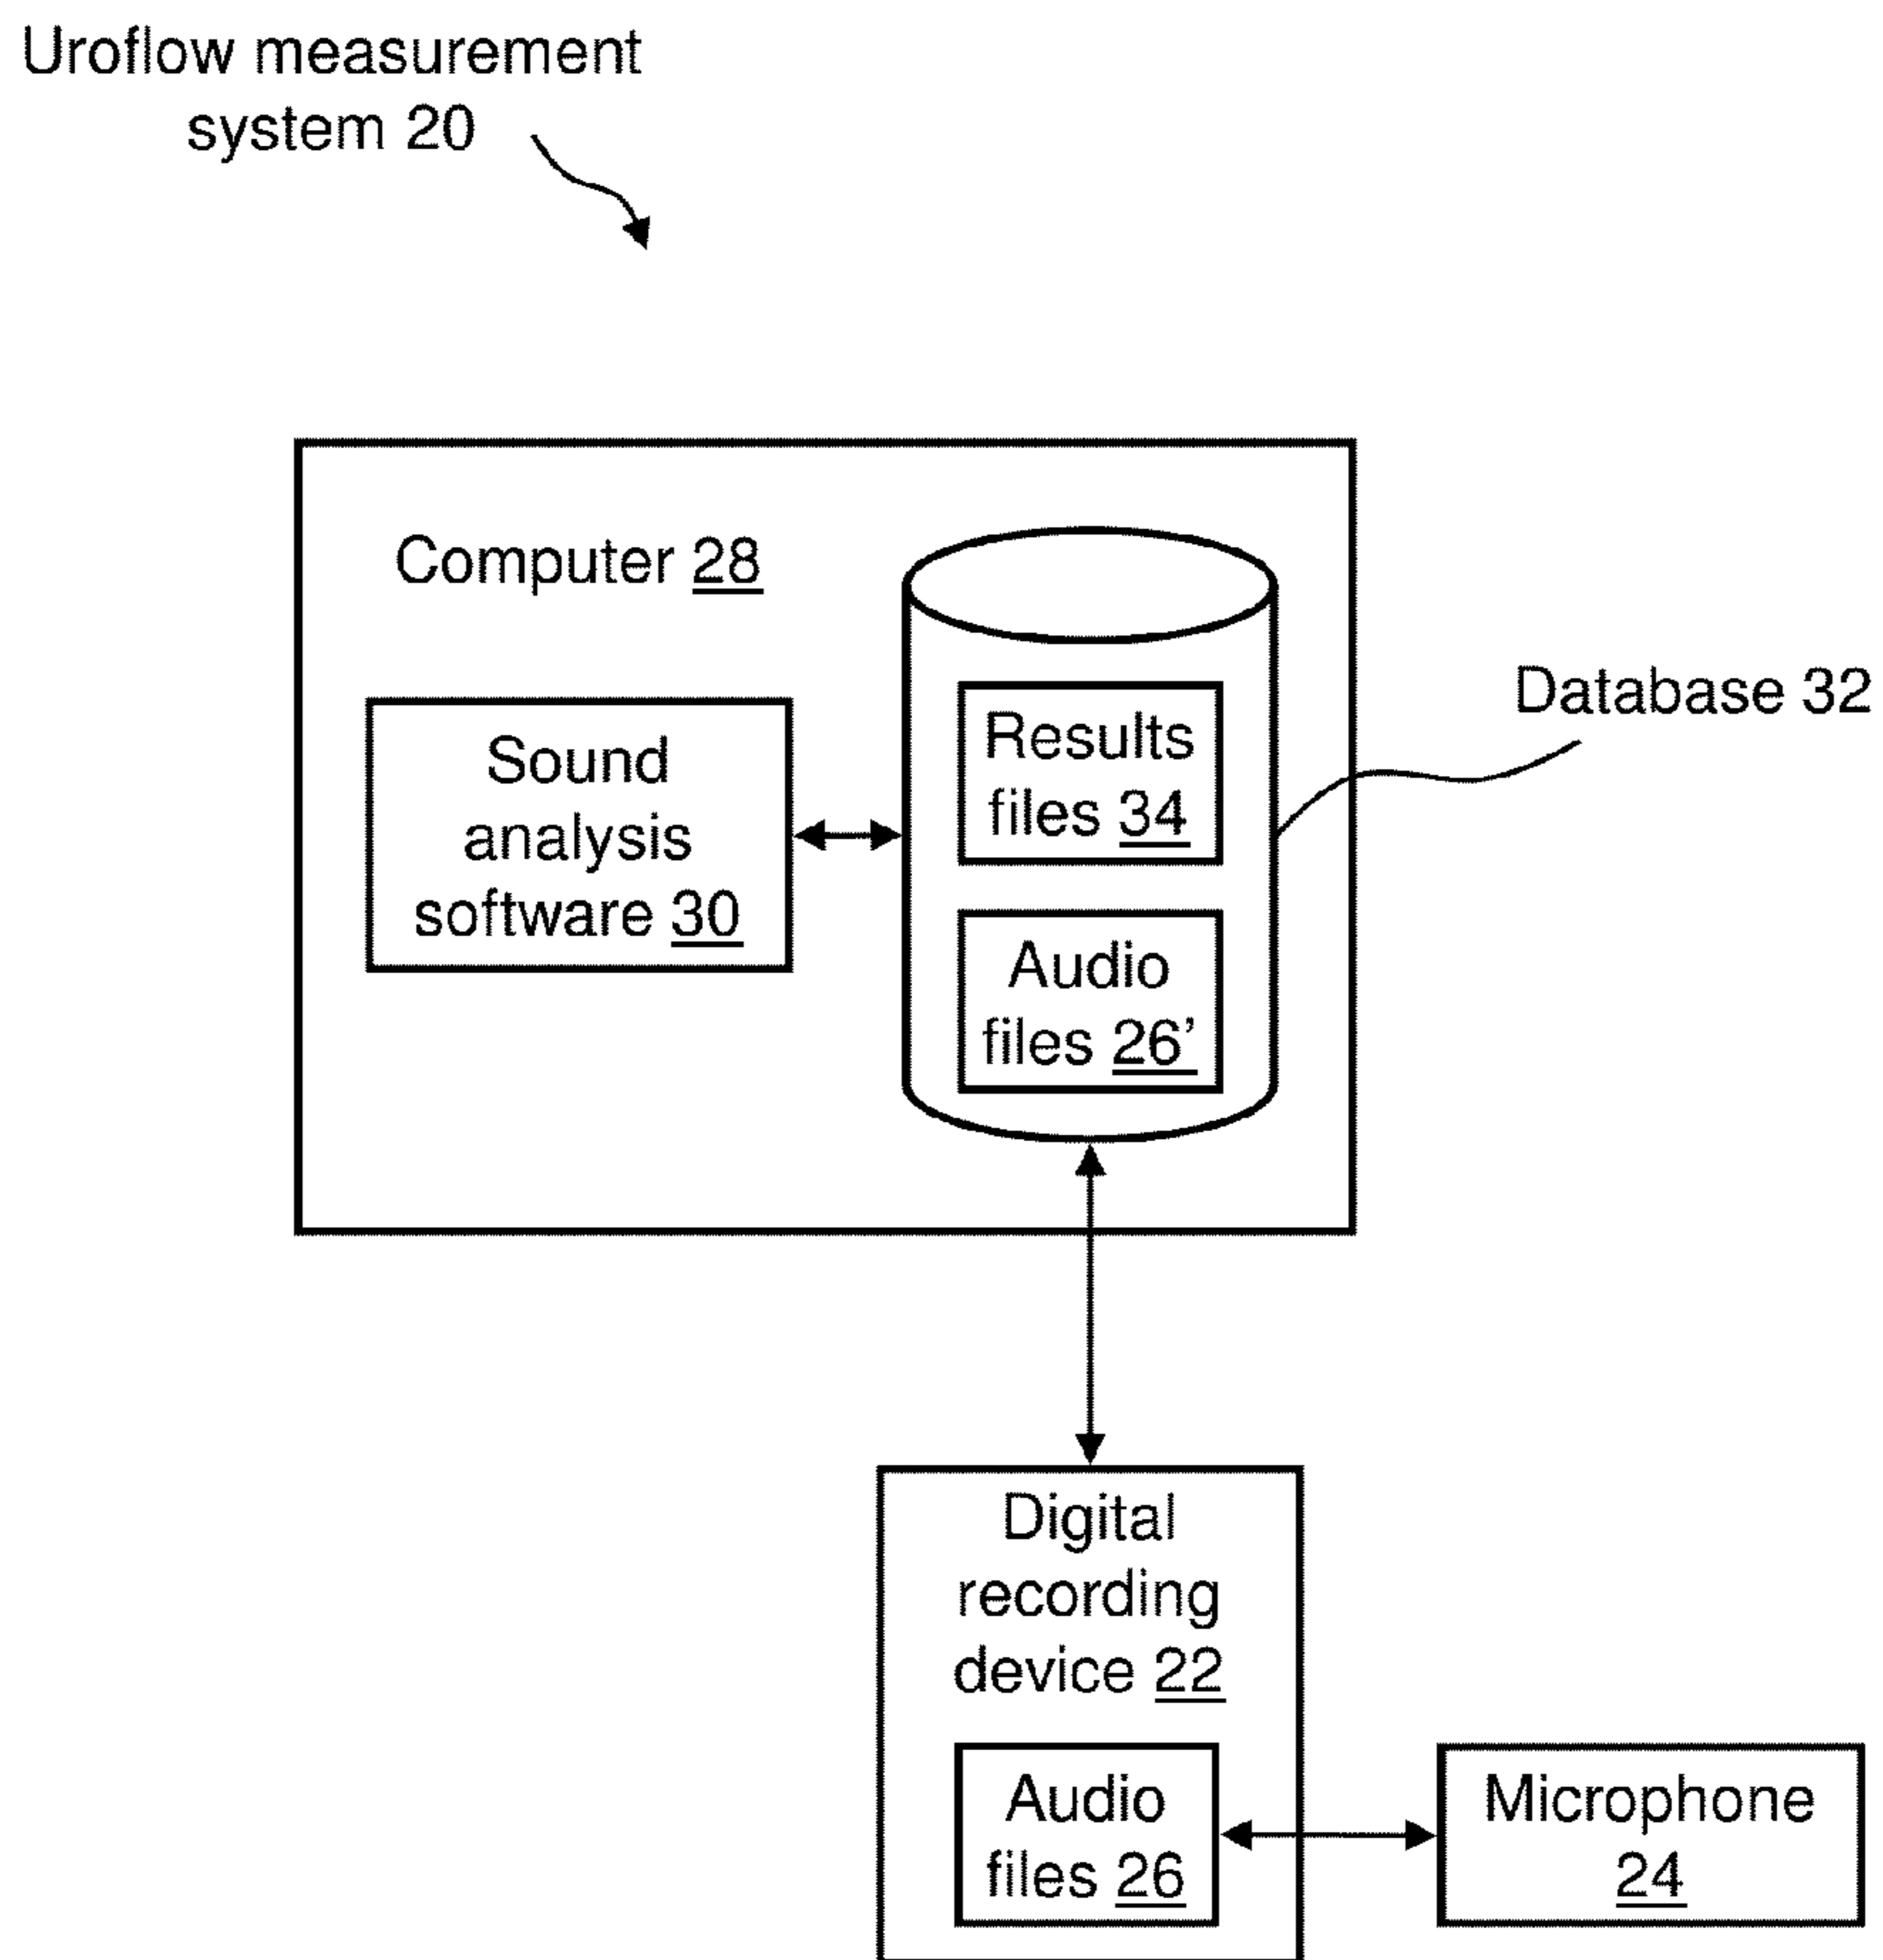 Uroflow measurement
system 20
Computer 28
Sound
analysis
software 30
Results
files 34
Audio
files 26’
Database 32
Digital
recording
device 22
Audio
files 26
Microphone
24